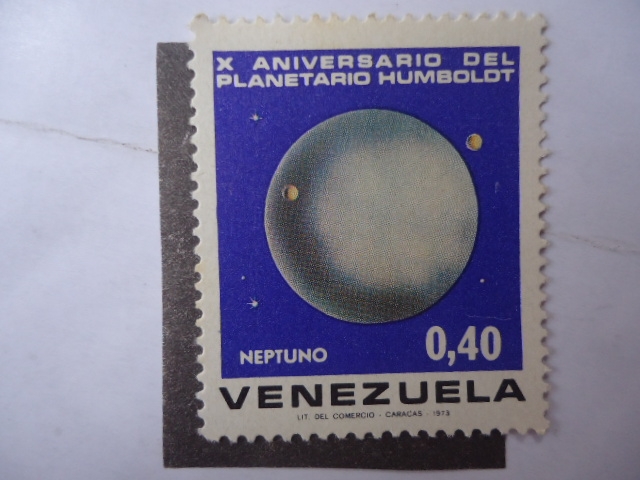 X ANIVERSARIO DEL
PLANETARIO HUMBOLDT
NEPTUNO
0,40
VENEZUELA
LIT. DEL COMERCIO - CARACAS - 1973